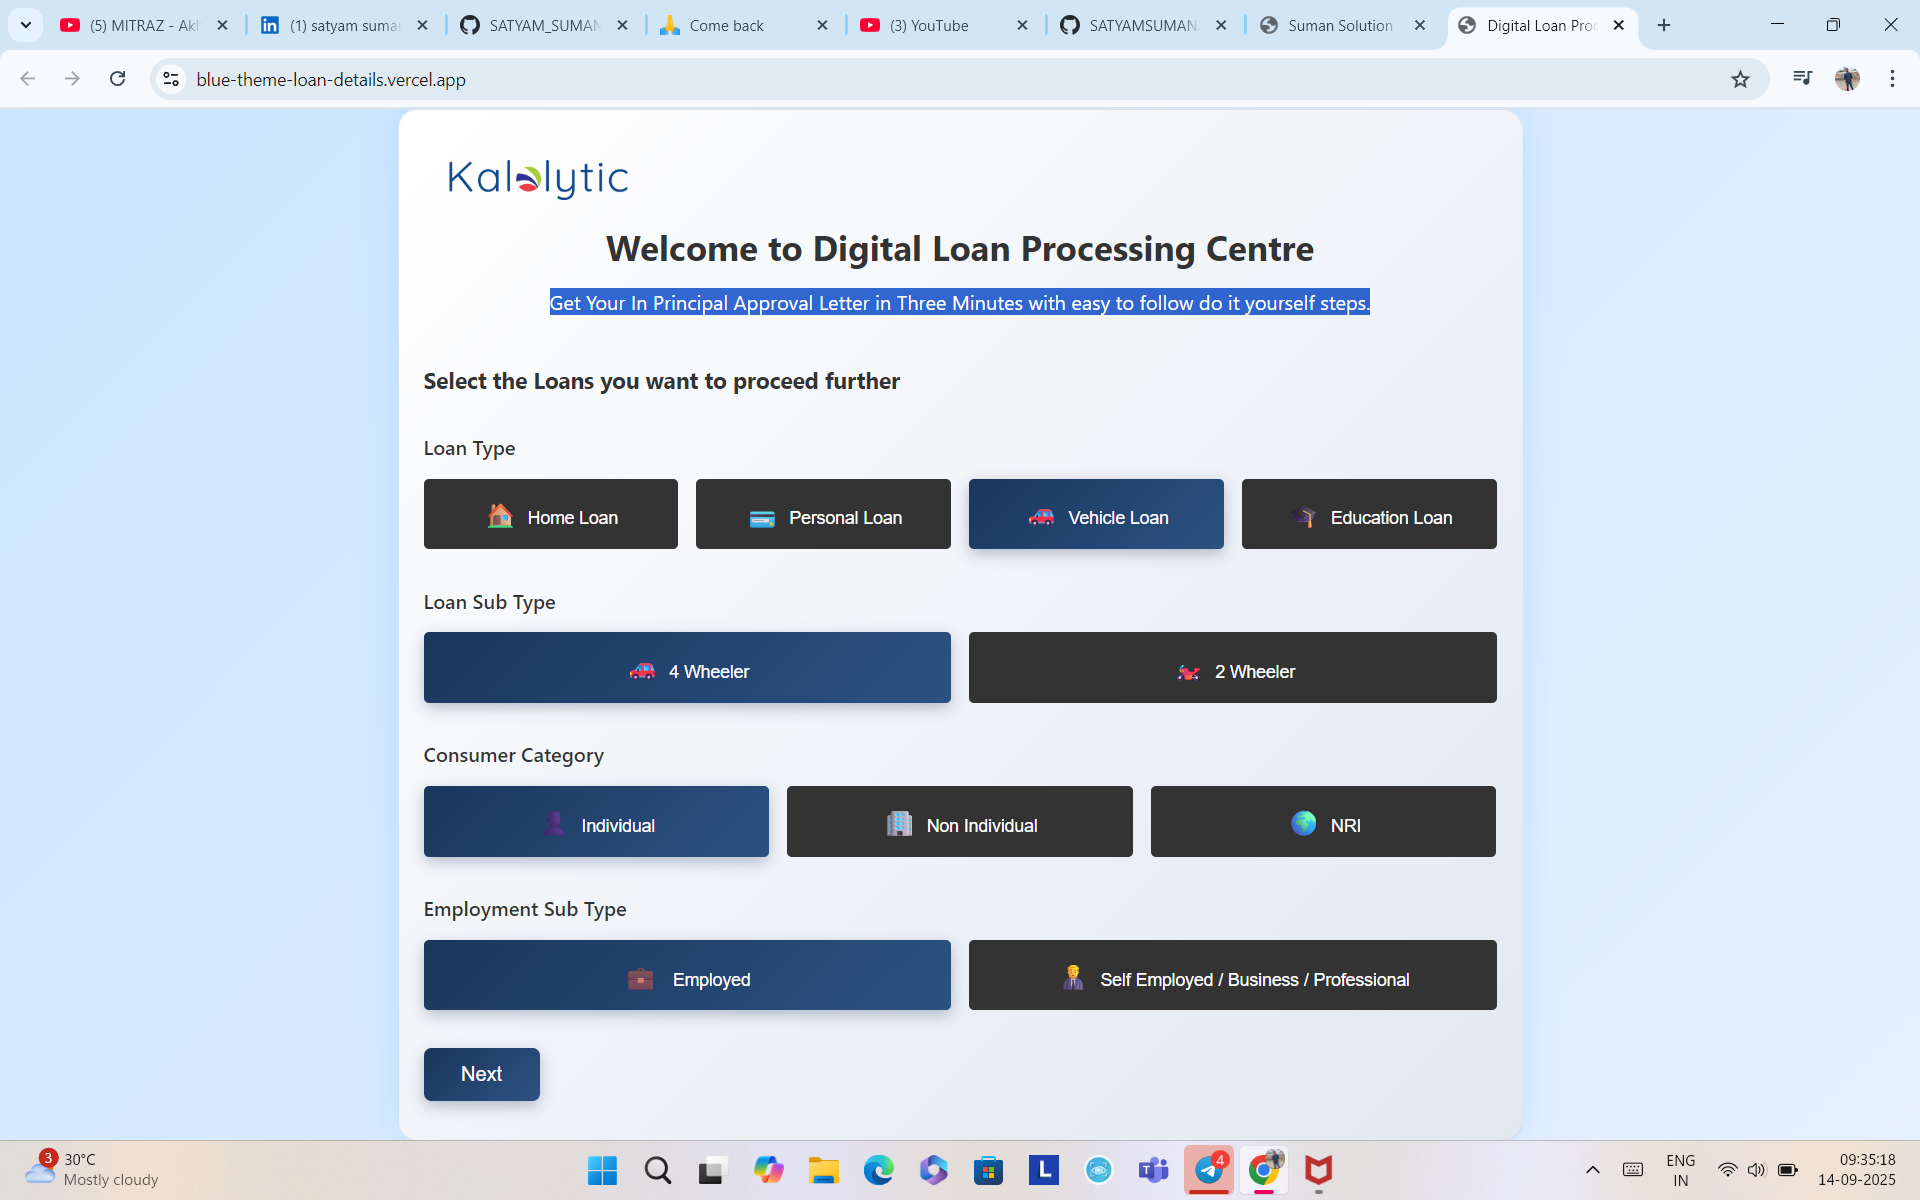 (5) MITRAZ - Akh
(1) satyam suman
SATYAM_SUMAN
Come back
(3) YouTube
SATYAMSUMAN
Suman Solution
Digital Loan Proc
blue-theme-loan-details.vercel.app
Kalolytic
Welcome to Digital Loan Processing Centre
Get Your In Principal Approval Letter in Three Minutes with easy to follow do it yourself steps.
Select the Loans you want to proceed further
Loan Type
Home Loan
Personal Loan
Vehicle Loan
Education Loan
Loan Sub Type
4 Wheeler
2 Wheeler
Consumer Category
Individual
Non Individual
NRI
Employment Sub Type
Employed
Self Employed / Business / Professional
Next
3
30°C
Mostly cloudy
L
T
4
ENG
IN
09:35:18
14-09-2025